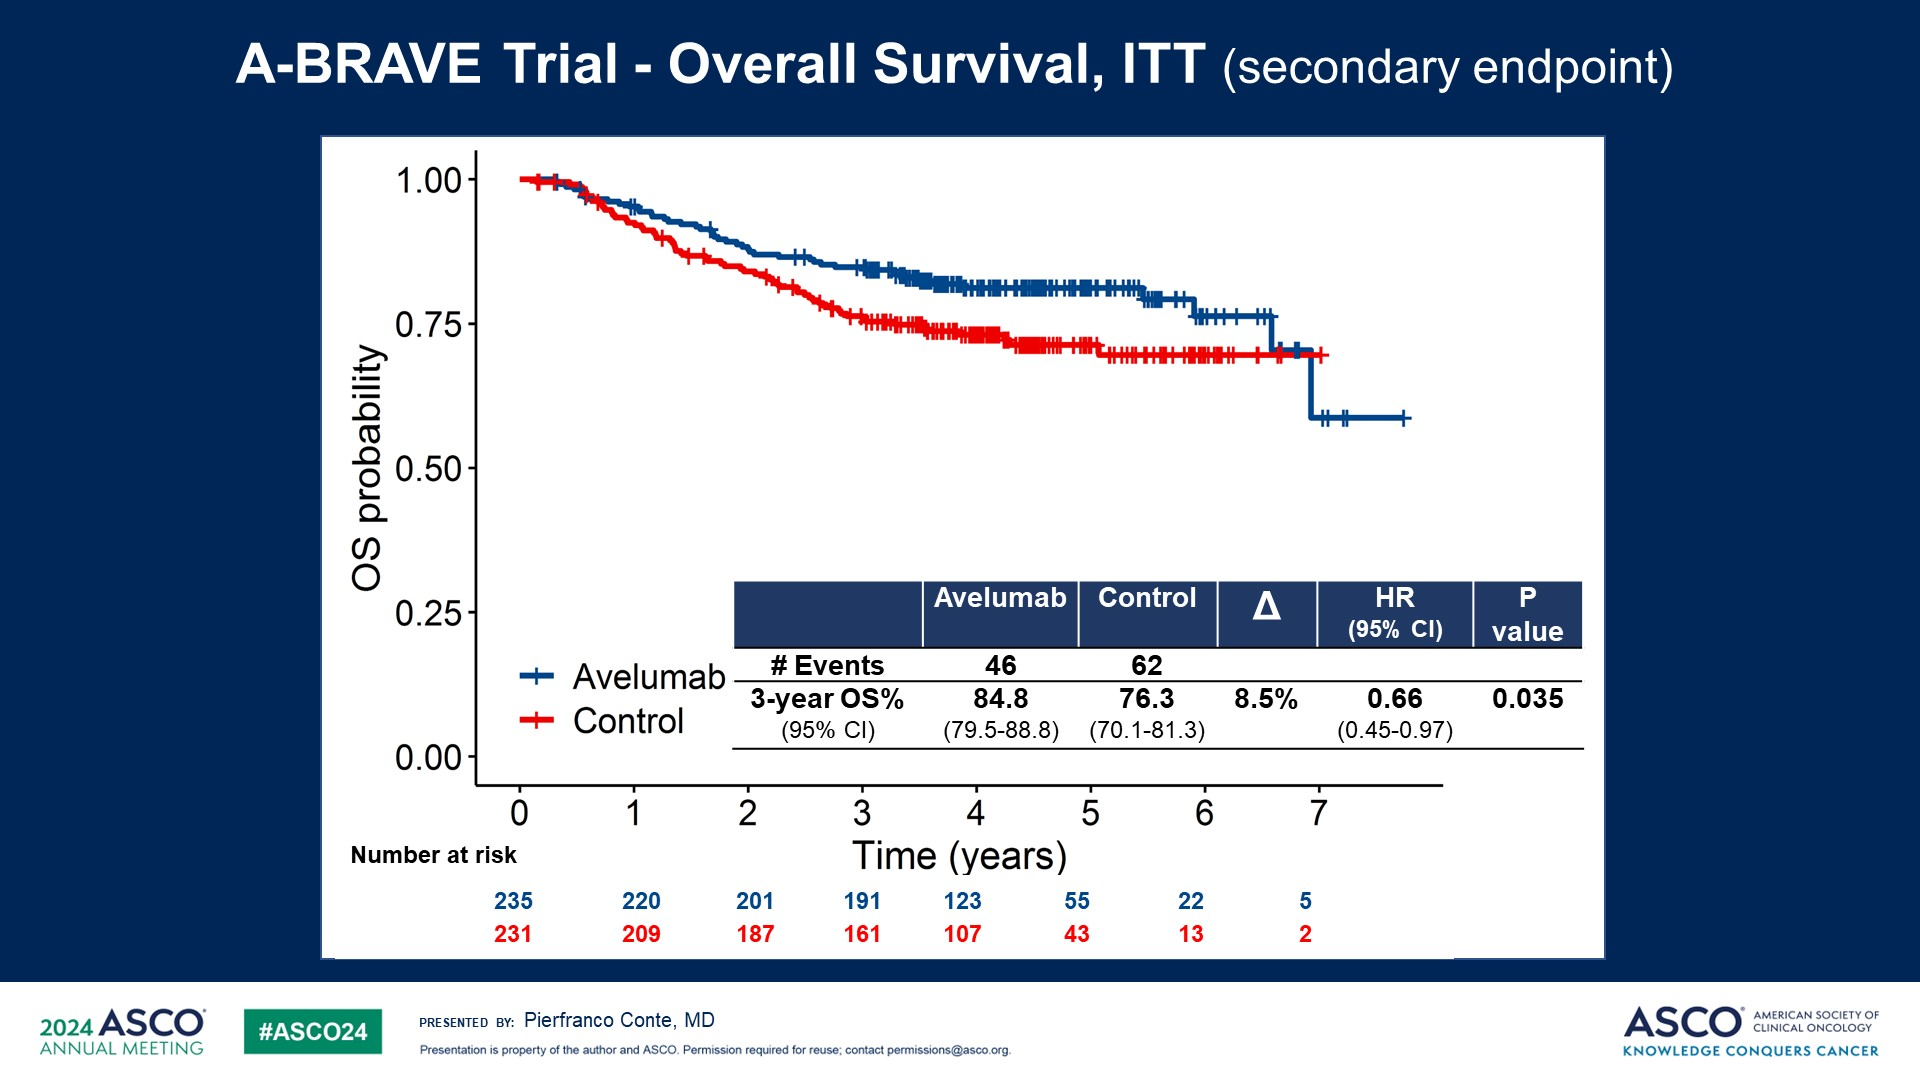 A-BRAVE Trial - Overall Survival, ITT (secondary endpoint)
OS probability
1.00
0.75
0.50
0.25
0.00
Avelumab
Control
Avelumab Control Δ HR (95% CI) P value
# Events 46 62
3-year OS% 84.8 76.3 8.5% 0.66 0.035
(95% CI) (79.5-88.8) (70.1-81.3) (0.45-0.97)
0 1 2 3 4 5 6 7
Time (years)
Number at risk
235 220 201 191 123 55 22 5
231 209 187 161 107 43 13 2
2024 ASCO
ANNUAL MEETING
#ASCO24
PRESENTED BY: Pierfranco Conte, MD
Presentation is property of the author and ASCO. Permission required for reuse; contact permissions@asco.org.
ASCO AMERICAN SOCIETY OF
CLINICAL ONCOLOGY
KNOWLEDGE CONQUERS CANCER